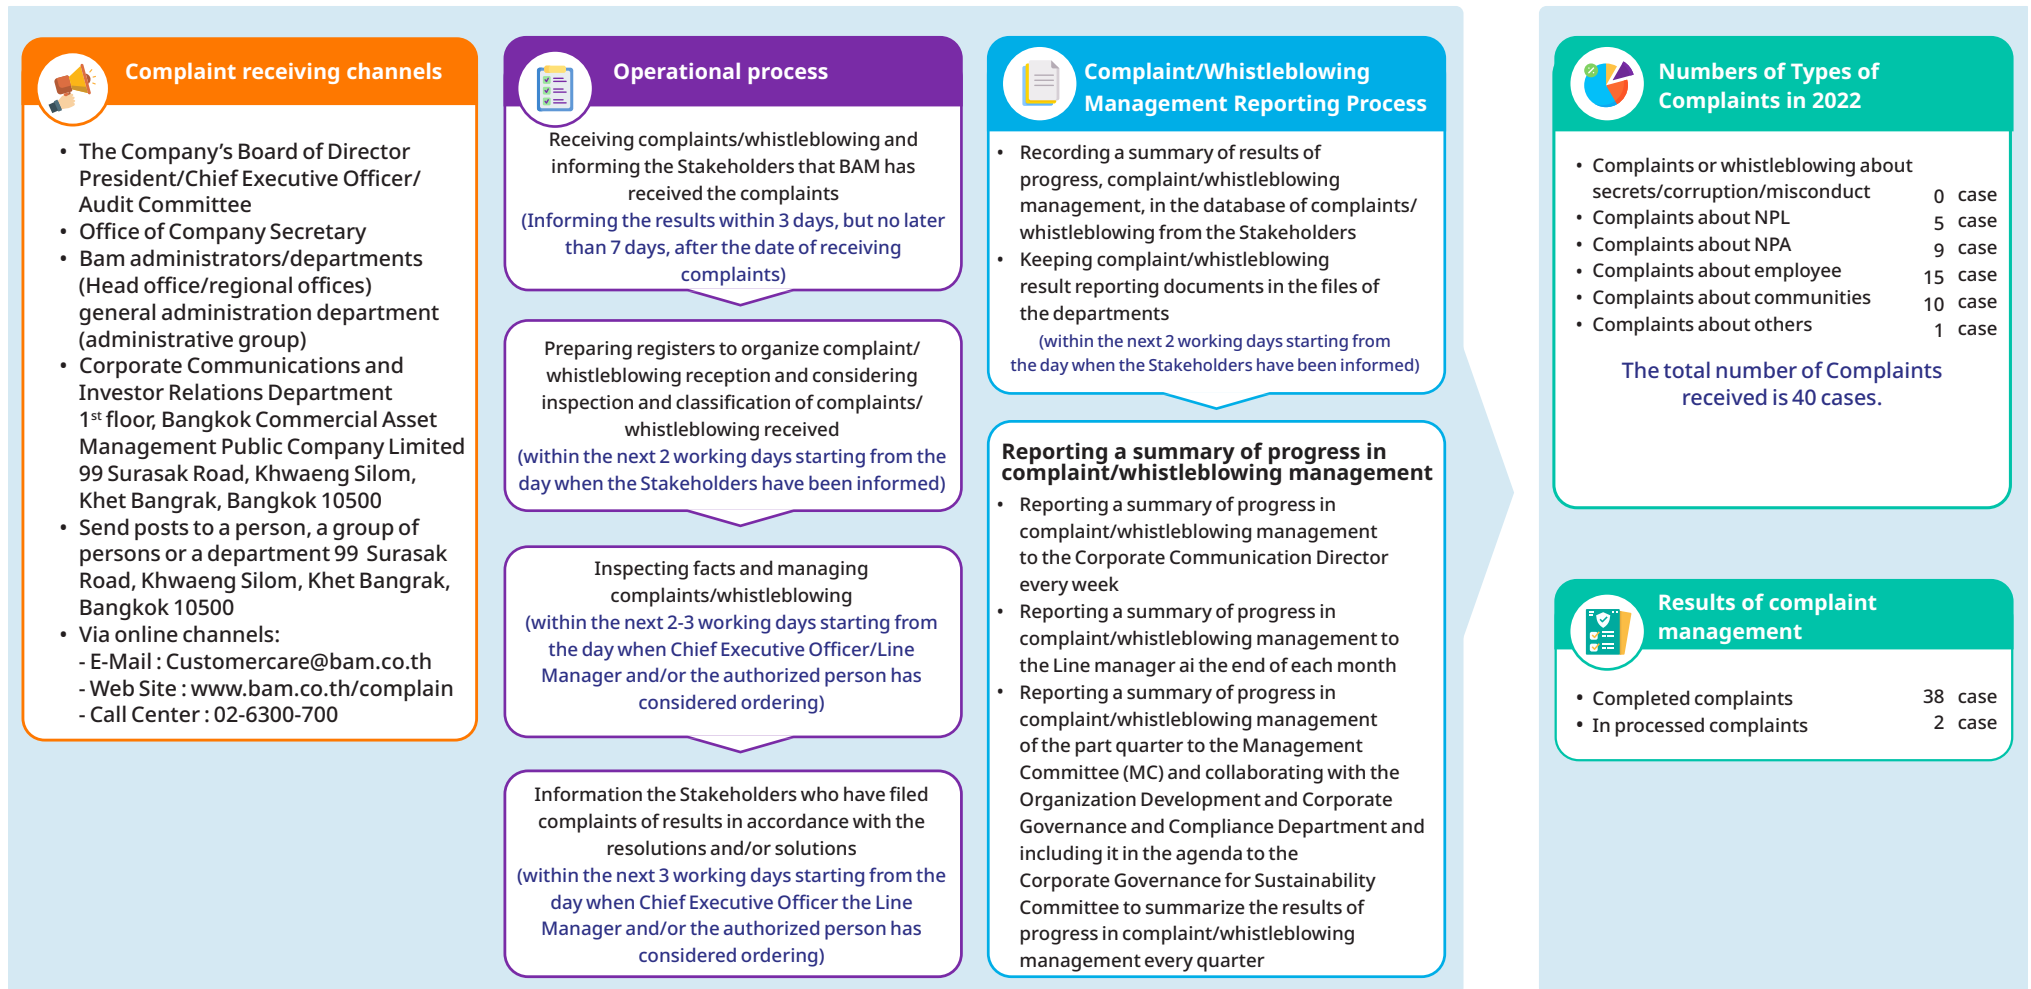 Complaint receiving channels
• The Company’s Board of Director
President/Chief Executive Officer/
Audit Committee
• Office of Company Secretary
• Bam administrators/departments
(Head office/regional offices)
general administration department
(administrative group)
• Corporate Communications and
Investor Relations Department
1st floor, Bangkok Commercial Asset
Management Public Company Limited
99 Surasak Road, Khwaeng Silom,
Khet Bangrak, Bangkok 10500
• Send posts to a person, a group of
persons or a department 99 Surasak
Road, Khwaeng Silom, Khet Bangrak,
Bangkok 10500
• Via online channels:
- E-Mail : Customercare@bam.co.th
- Web Site : www.bam.co.th/complain
- Call Center : 02-6300-700
Operational process
Receiving complaints/whistleblowing and
informing the Stakeholders that BAM has
received the complaints
(Informing the results within 3 days, but no later
than 7 days, after the date of receiving
complaints)
Preparing registers to organize complaint/
whistleblowing reception and considering
inspection and classification of complaints/
whistleblowing received
(within the next 2 working days starting from the
day when the Stakeholders have been informed)
Inspecting facts and managing
complaints/whistleblowing
(within the next 2-3 working days starting from
the day when Chief Executive Officer/Line
Manager and/or the authorized person has
considered ordering)
Information the Stakeholders who have filed
complaints of results in accordance with the
resolutions and/or solutions
(within the next 3 working days starting from the
day when Chief Executive Officer the Line
Manager and/or the authorized person has
considered ordering)
Complaint/Whistleblowing
Management Reporting Process
• Recording a summary of results of
progress, complaint/whistleblowing
management, in the database of complaints/
whistleblowing from the Stakeholders
• Keeping complaint/whistleblowing
result reporting documents in the files of
the departments
(within the next 2 working days starting from
the day when the Stakeholders have been informed)
Reporting a summary of progress in
complaint/whistleblowing management
• Reporting a summary of progress in
complaint/whistleblowing management
to the Corporate Communication Director
every week
• Reporting a summary of progress in
complaint/whistleblowing management to
the Line manager ai the end of each month
• Reporting a summary of progress in
complaint/whistleblowing management
of the part quarter to the Management
Committee (MC) and collaborating with the
Organization Development and Corporate
Governance and Compliance Department and
including it in the agenda to the
Corporate Governance for Sustainability
Committee to summarize the results of
progress in complaint/whistleblowing
management every quarter
Numbers of Types of
Complaints in 2022
• Complaints or whistleblowing about
secrets/corruption/misconduct 0 case
• Complaints about NPL 5 case
• Complaints about NPA 9 case
• Complaints about employee 15 case
• Complaints about communities 10 case
• Complaints about others 1 case
The total number of Complaints
received is 40 cases.
Results of complaint
management
• Completed complaints 38 case
• In processed complaints 2 case